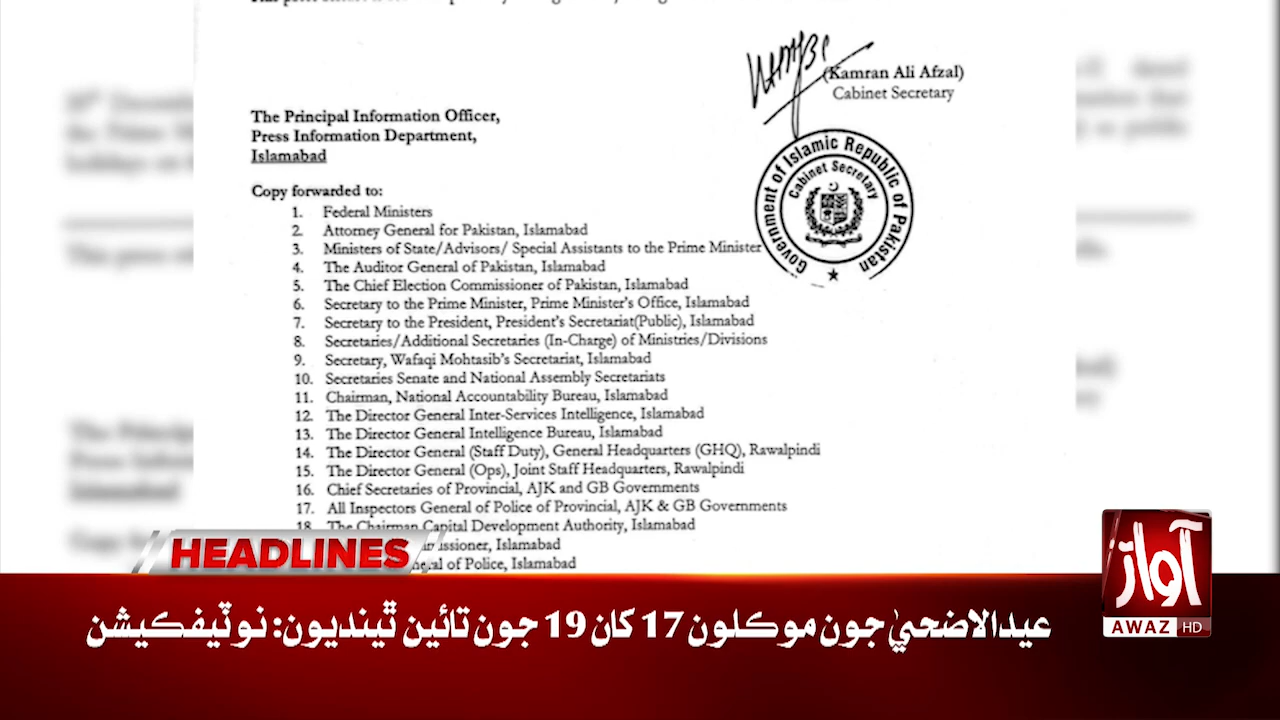 (Kamran Ali Afzal)
Cabinet Secretary
The Principal Information Officer,
Press Information Department,
Islamabad
Government of Islamic Republic of Pakistan
Cabinet Secretary
Copy forwarded to:
1. Federal Ministers
2. Attorney General for Pakistan, Islamabad
3. Ministers of State/Advisors/ Special Assistants to the Prime Minister
4. The Auditor General of Pakistan, Islamabad
5. The Chief Election Commissioner of Pakistan, Islamabad
6. Secretary to the Prime Minister, Prime Minister's Office, Islamabad
7. Secretary to the President, President's Secretariat(Public), Islamabad
8. Secretaries/Additional Secretaries (In-Charge) of Ministries/Divisions
9. Secretary, Wafaqi Mohtasib's Secretariat, Islamabad
10. Secretaries Senate and National Assembly Secretariats
11. Chairman, National Accountability Bureau, Islamabad
12. The Director General Inter-Services Intelligence, Islamabad
13. The Director General Intelligence Bureau, Islamabad
14. The Director General (Staff Duty), General Headquarters (GHQ), Rawalpindi
15. The Director General (Ops), Joint Staff Headquarters, Rawalpindi
16. Chief Secretaries of Provincial, AJK and GB Governments
17. All Inspectors General of Police of Provincial, AJK & GB Governments
18. The Chairman Capital Development Authority, Islamabad
Islamabad
of Police, Islamabad
HEADLINES
آواز
AWAZ HD
عيدالاضحيٰ جون موڪلون 17 کان 19 جون تائين ٿينديون: نوٽيفڪيشن